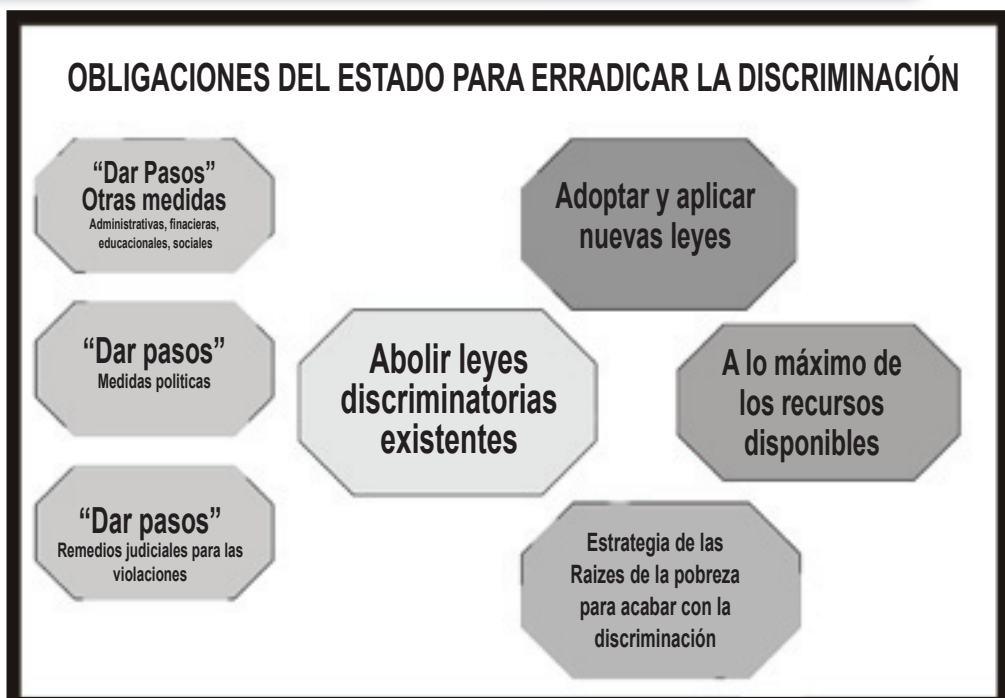 OBLIGACIONES DEL ESTADO PARA ERRADICAR LA DISCRIMINACIÓN
“Dar Pasos”
Otras medidas
Administrativas, finacieras,
educacionales, sociales
“Dar pasos”
Medidas politicas
“Dar pasos”
Remedios judiciales para las
violaciones
Abolir leyes
discriminatorias
existentes
Adoptar y aplicar
nuevas leyes
A lo máximo de
los recursos
disponibles
Estrategia de las
Raizes de la pobreza
para acabar con la
discriminación